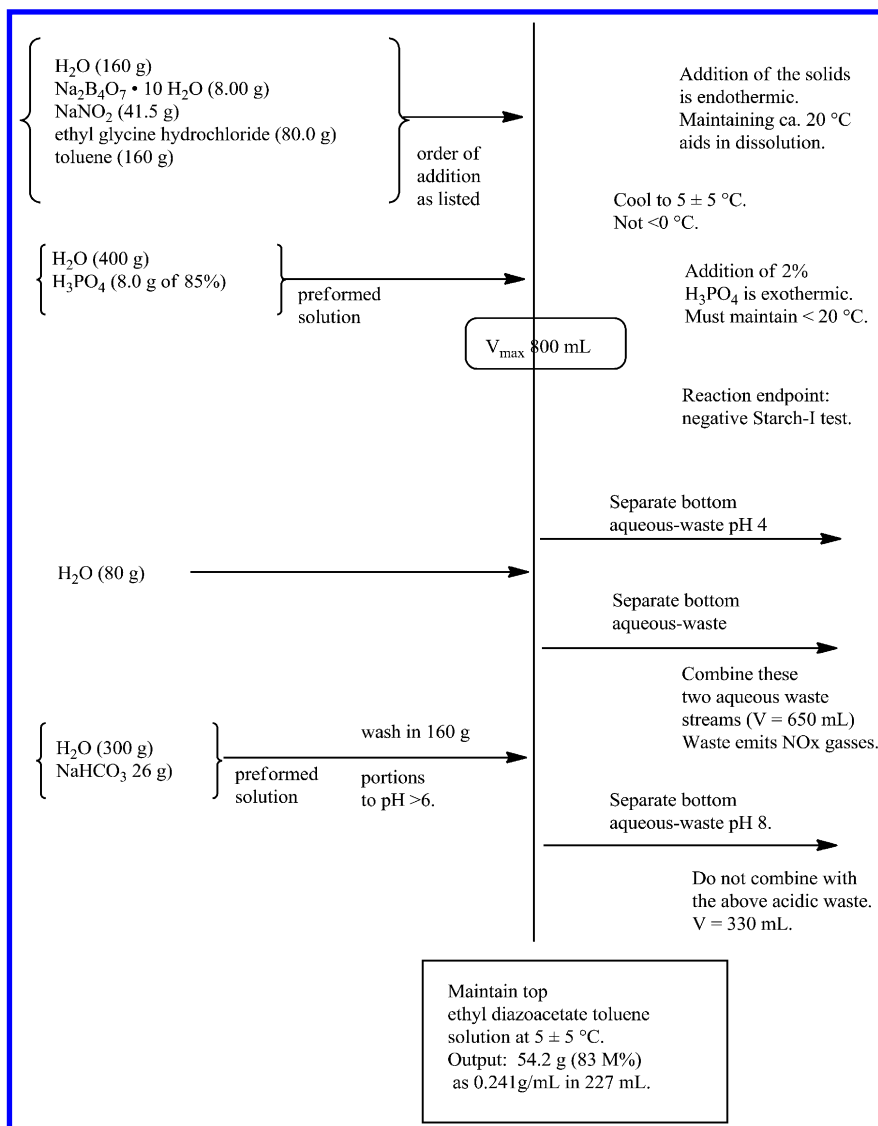 H₂O (160 g)
Na₂B₄O₇ • 10 H₂O (8.00 g)
NaNO₂ (41.5 g)
ethyl glycine hydrochloride (80.0 g)
toluene (160 g)
order of
addition
as listed
Addition of the solids
is endothermic.
Maintaining ca. 20 °C
aids in dissolution.
Cool to 5 ± 5 °C.
Not <0 °C.
H₂O (400 g)
H₃PO₄ (8.0 g of 85%)
preformed
solution
Addition of 2%
H₃PO₄ is exothermic.
Must maintain < 20 °C.
Vmax 800 mL
Reaction endpoint:
negative Starch-I test.
Separate bottom
aqueous-waste pH 4
H₂O (80 g)
Separate bottom
aqueous-waste
Combine these
two aqueous waste
streams (V = 650 mL)
Waste emits NOx gasses.
H₂O (300 g)
NaHCO₃ 26 g)
preformed
solution
wash in 160 g
portions
to pH >6.
Separate bottom
aqueous-waste pH 8.
Do not combine with
the above acidic waste.
V = 330 mL.
Maintain top
ethyl diazoacetate toluene
solution at 5 ± 5 °C.
Output: 54.2 g (83 M%)
as 0.241g/mL in 227 mL.